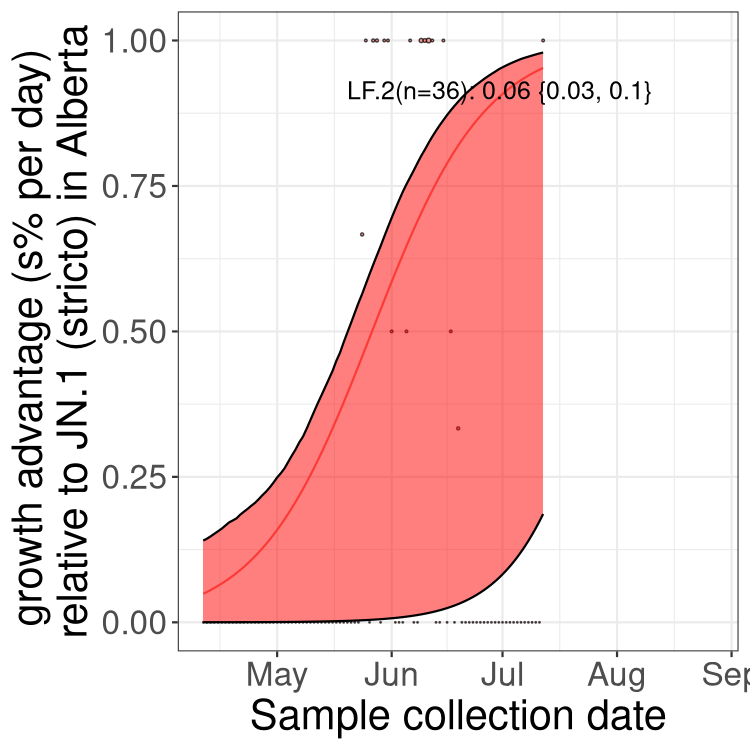 growth advantage (s% per day)
relative to JN.1 (stricto) in Alberta
1.00
0.75
0.50
0.25
0.00
LF.2(n=36): 0.06 {0.03, 0.1}
May Jun Jul Aug Sep
Sample collection date